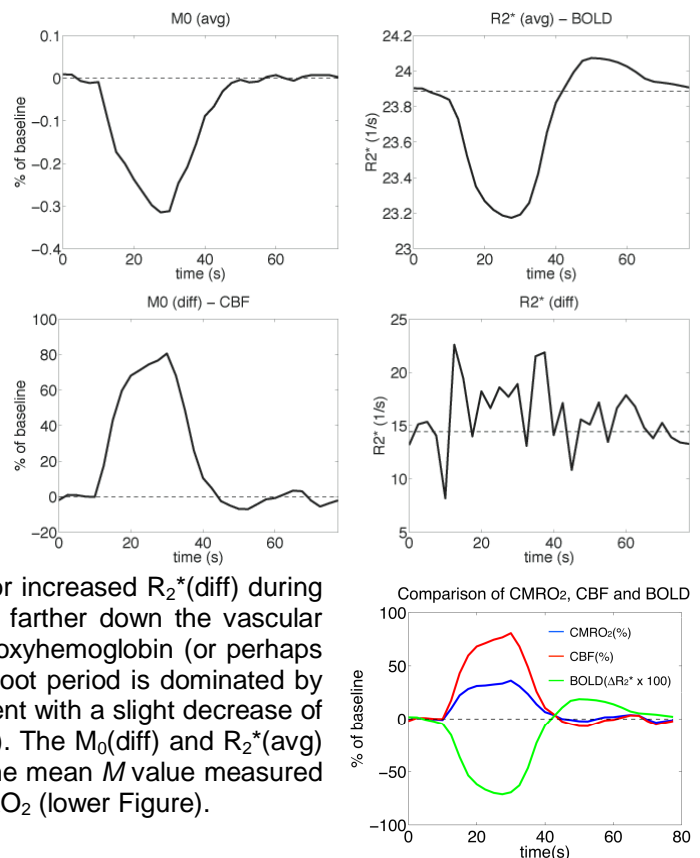 M0 (avg)
0.1
0
−0.1
−0.2
−0.3
−0.4
% of baseline
0 20 40 60
time (s)
R2* (avg) − BOLD
24.2
24
23.8
23.6
23.4
23.2
23
R2* (1/s)
0 20 40 60
time (s)
M0 (diff) − CBF
100
80
60
40
20
0
−20
% of baseline
0 20 40 60
time (s)
R2* (diff)
25
20
15
10
5
R2* (1/s)
0 20 40 60
time (s)
or increased R₂*(diff) during
farther down the vascular
oxyhemoglobin (or perhaps
oot period is dominated by
ent with a slight decrease of
). The M₀(diff) and R₂*(avg)
ne mean M value measured
O₂ (lower Figure).
Comparison of CMRO₂, CBF and BOLD
100
50
0
−50
−100
% of baseline
CMRO₂(%)
CBF(%)
BOLD(ΔR₂* x 100)
0 20 40 60 80
time(s)